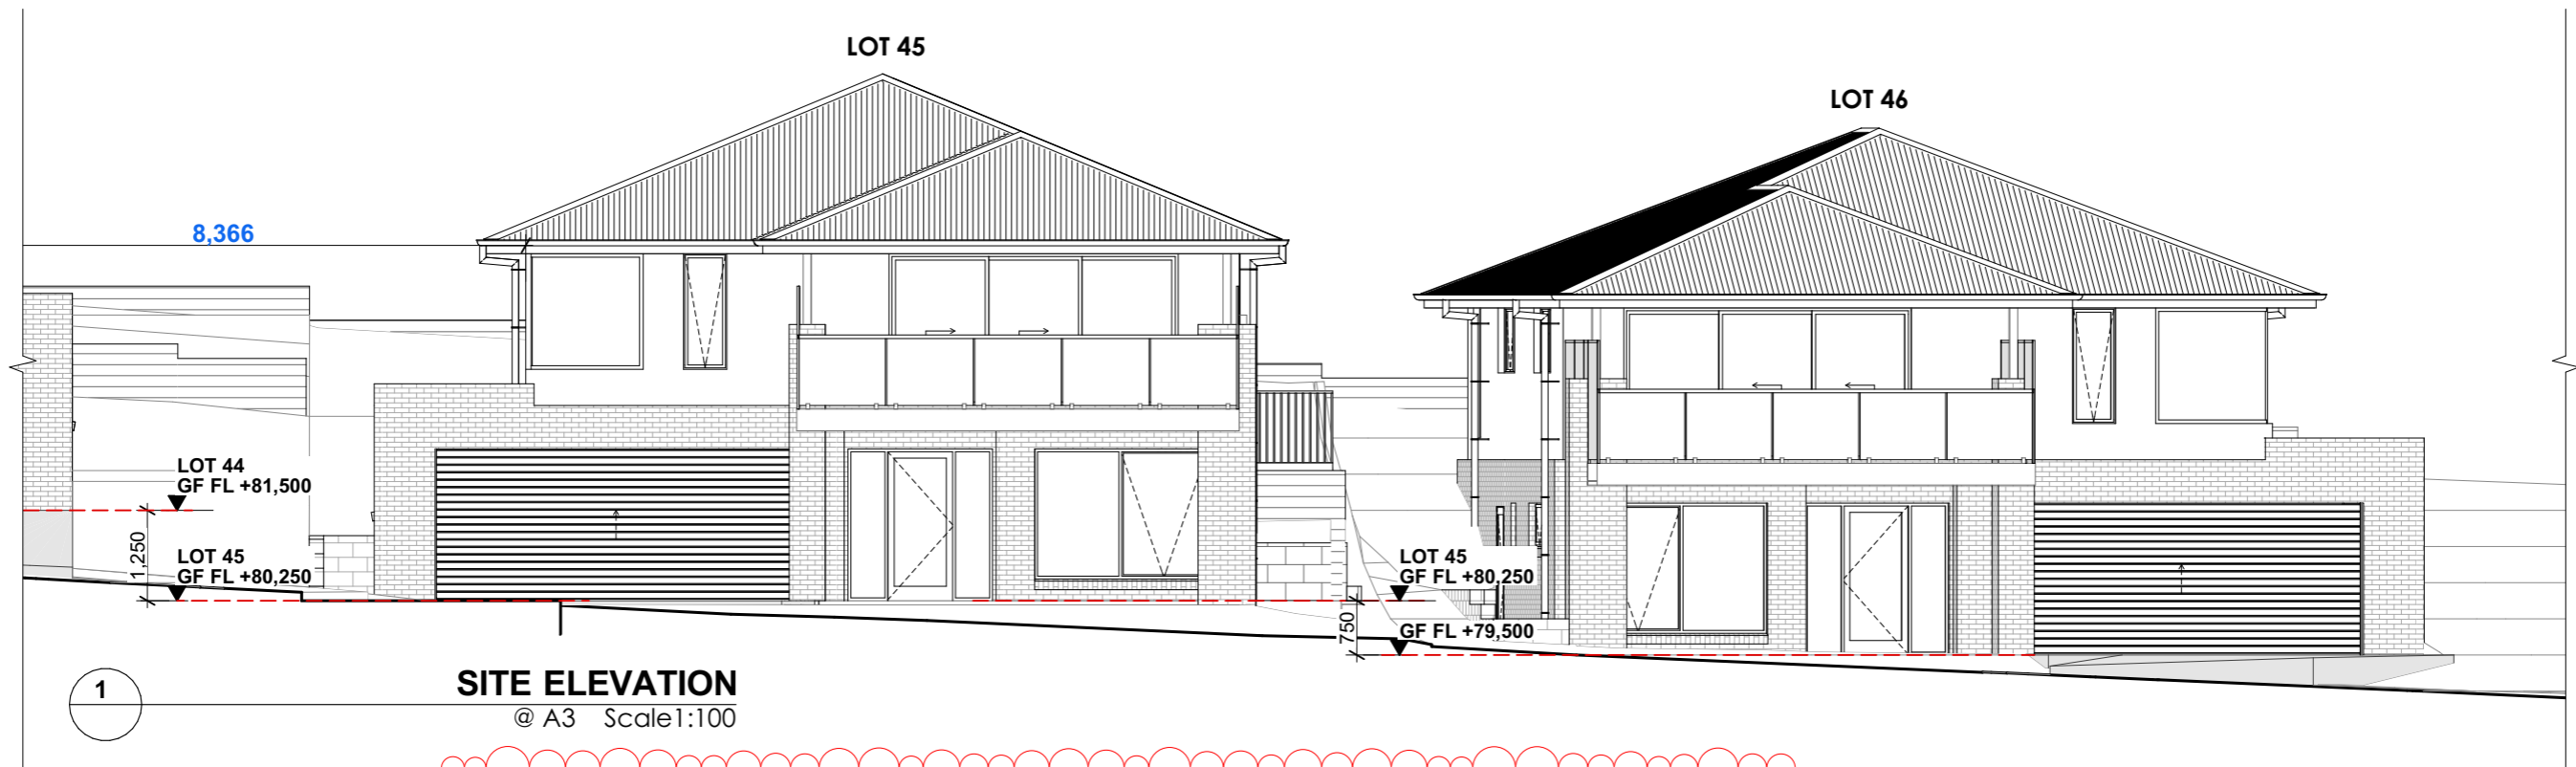 LOT 45
LOT 46
8,366
LOT 44
GF FL +81,500
1,250
LOT 45
GF FL +80,250
LOT 45
GF FL +80,250
750
GF FL +79,500
1
SITE ELEVATION
@ A3 Scale1:100